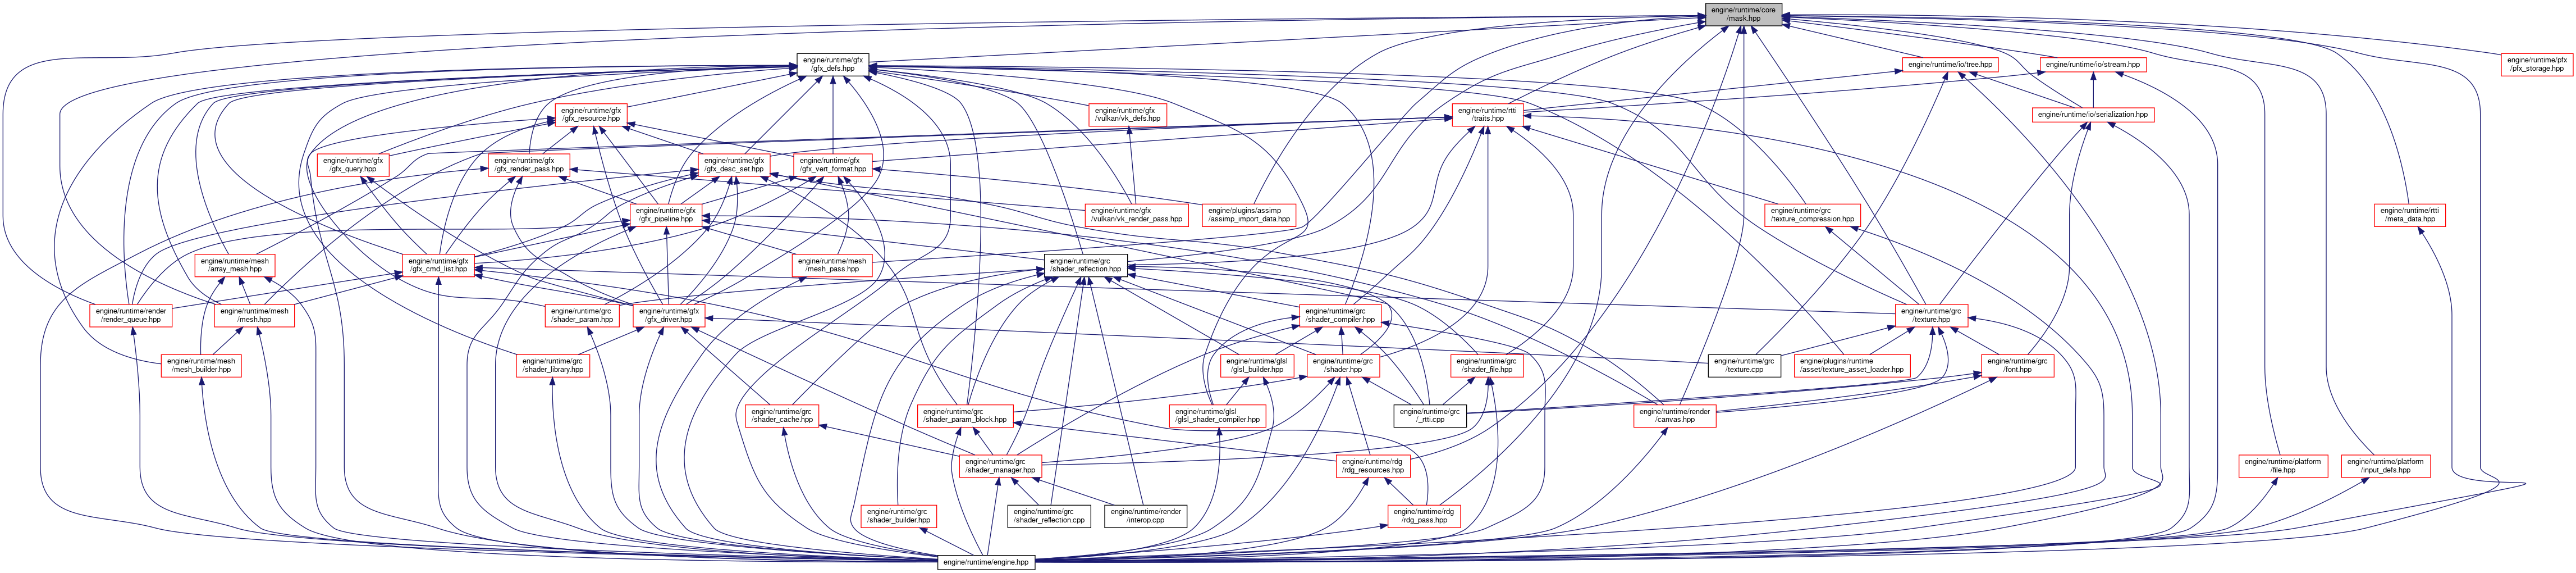 engine/runtime/core
/mask.hpp
engine/runtime/gfx
/gfx_defs.hpp
engine/runtime/io/tree.hpp
engine/runtime/io/stream.hpp
engine/runtime/pfx
/pfx_storage.hpp
engine/runtime/gfx
/gfx_resource.hpp
engine/runtime/gfx
/vulkan/vk_defs.hpp
engine/runtime/rtti
/traits.hpp
engine/runtime/io/serialization.hpp
engine/runtime/gfx
/gfx_query.hpp
engine/runtime/gfx
/gfx_render_pass.hpp
engine/runtime/gfx
/gfx_desc_set.hpp
engine/runtime/gfx
/gfx_vert_format.hpp
engine/runtime/gfx
/gfx_pipeline.hpp
engine/runtime/gfx
/vulkan/vk_render_pass.hpp
engine/plugins/assimp
/assimp_import_data.hpp
engine/runtime/grc
/texture_compression.hpp
engine/runtime/rtti
/meta_data.hpp
engine/runtime/mesh
/array_mesh.hpp
engine/runtime/gfx
/gfx_cmd_list.hpp
engine/runtime/mesh
/mesh_pass.hpp
engine/runtime/grc
/shader_reflection.hpp
engine/runtime/render
/render_queue.hpp
engine/runtime/mesh
/mesh.hpp
engine/runtime/grc
/shader_param.hpp
engine/runtime/gfx
/gfx_driver.hpp
engine/runtime/grc
/shader_compiler.hpp
engine/runtime/grc
/texture.hpp
engine/runtime/mesh
/mesh_builder.hpp
engine/runtime/grc
/shader_library.hpp
engine/runtime/glsl
/glsl_builder.hpp
engine/runtime/grc
/shader.hpp
engine/runtime/grc
/shader_file.hpp
engine/runtime/grc
/texture.cpp
engine/plugins/runtime
/asset/texture_asset_loader.hpp
engine/runtime/grc
/font.hpp
engine/runtime/grc
/shader_cache.hpp
engine/runtime/grc
/shader_param_block.hpp
engine/runtime/glsl
/glsl_shader_compiler.hpp
engine/runtime/grc
/_rtti.cpp
engine/runtime/render
/canvas.hpp
engine/runtime/grc
/shader_manager.hpp
engine/runtime/rdg
/rdg_resources.hpp
engine/runtime/platform
/file.hpp
engine/runtime/platform
/input_defs.hpp
engine/runtime/grc
/shader_builder.hpp
engine/runtime/grc
/shader_reflection.cpp
engine/runtime/render
/interop.cpp
engine/runtime/rdg
/rdg_pass.hpp
engine/runtime/engine.hpp